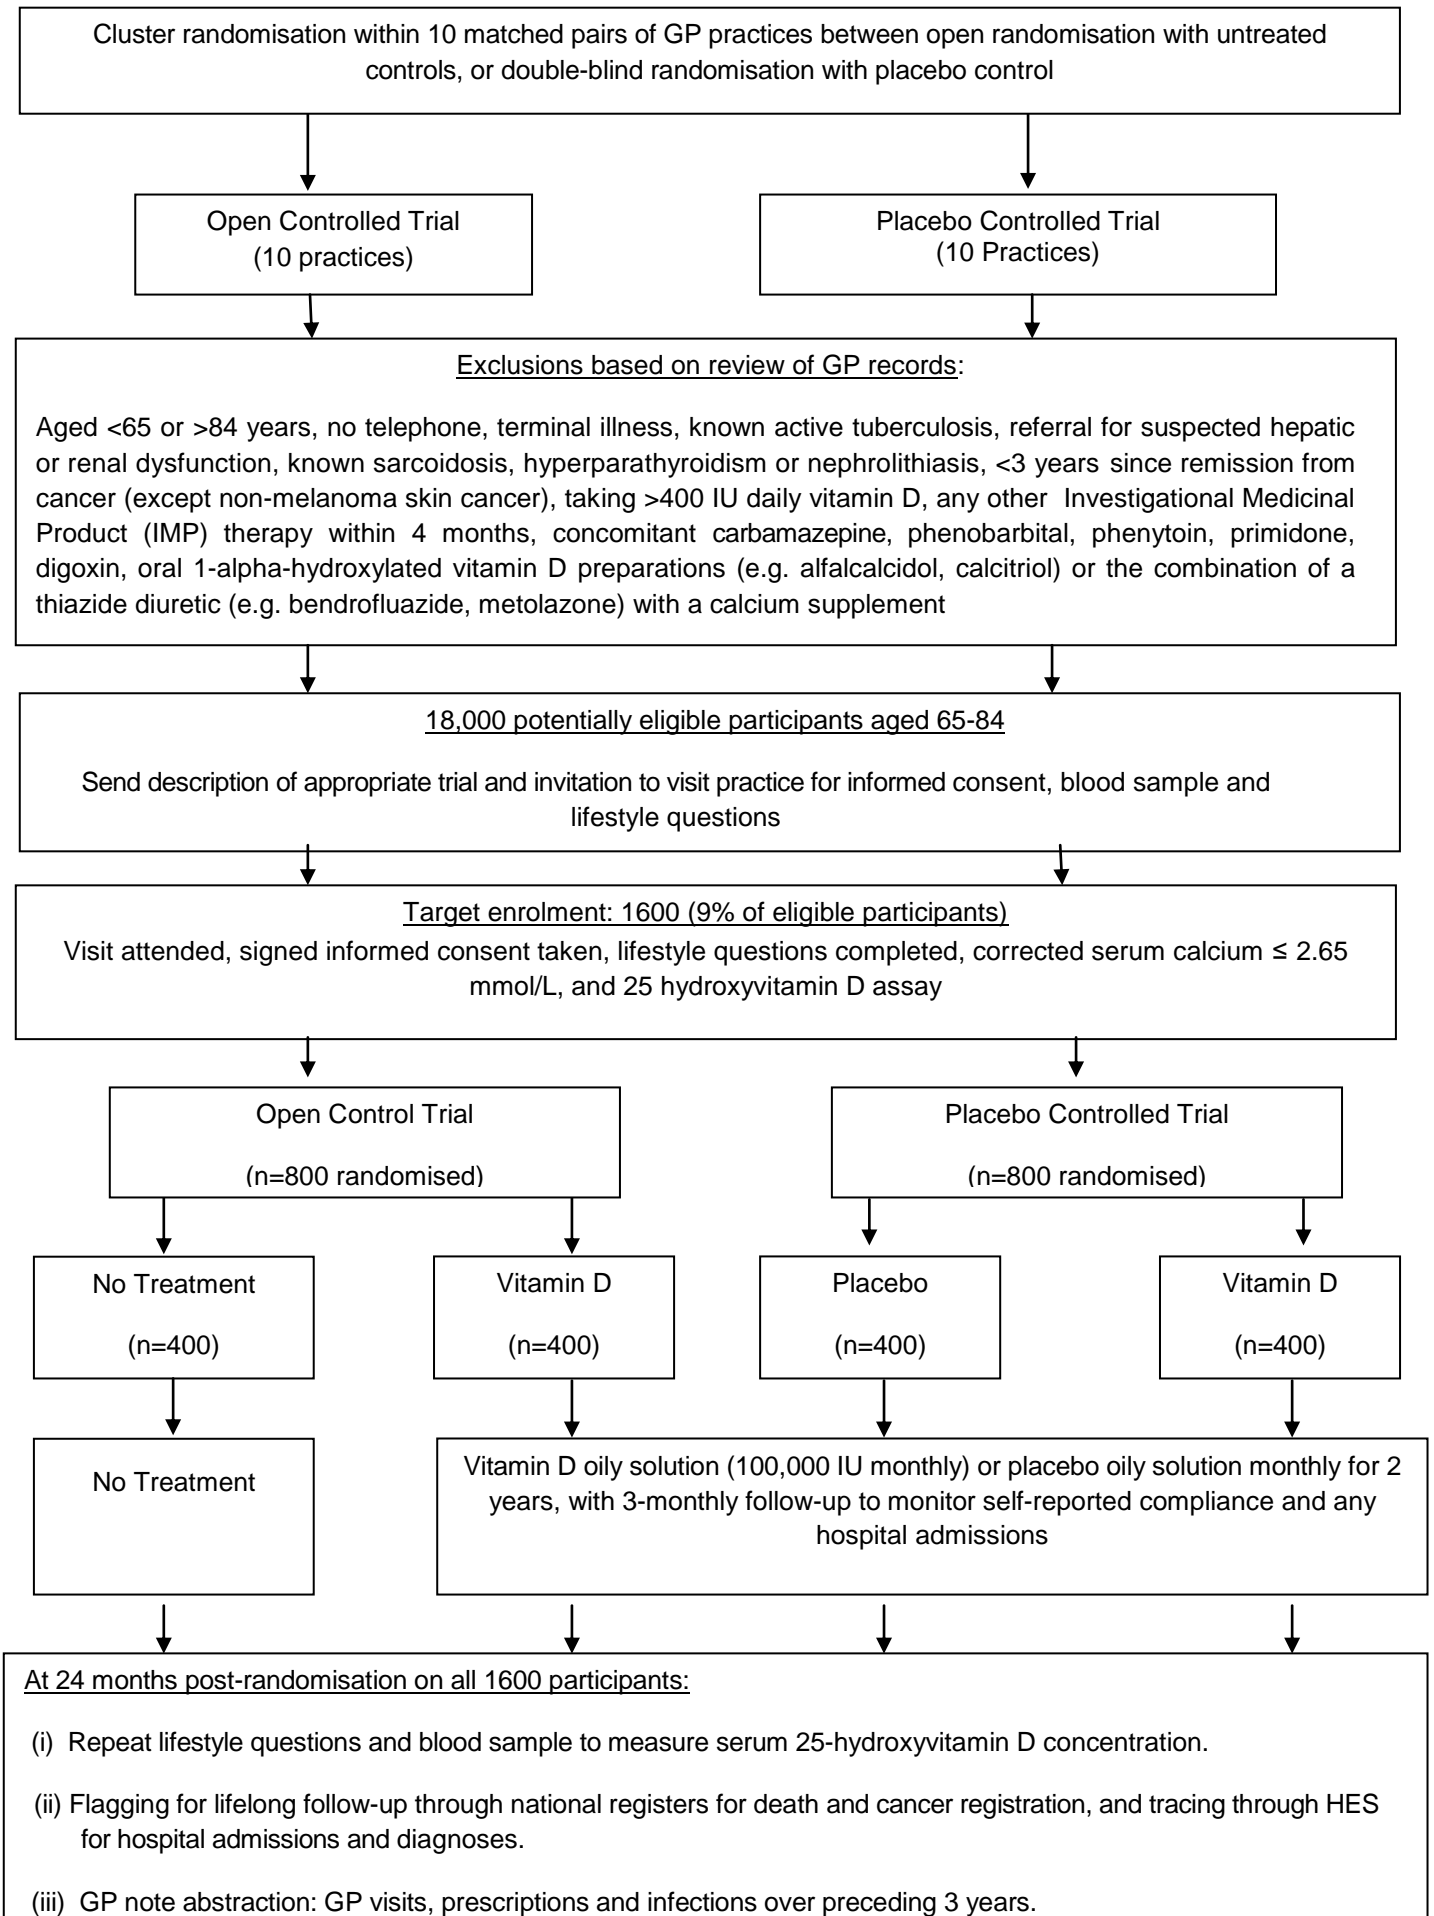 Cluster randomisation within 10 matched pairs of GP practices between open randomisation with untreated
controls, or double-blind randomisation with placebo control
Open Controlled Trial
(10 practices)
Placebo Controlled Trial
(10 Practices)
Exclusions based on review of GP records:
Aged <65 or >84 years, no telephone, terminal illness, known active tuberculosis, referral for suspected hepatic
or renal dysfunction, known sarcoidosis, hyperparathyroidism or nephrolithiasis, <3 years since remission from
cancer (except non-melanoma skin cancer), taking >400 IU daily vitamin D, any other Investigational Medicinal
Product (IMP) therapy within 4 months, concomitant carbamazepine, phenobarbital, phenytoin, primidone,
digoxin, oral 1-alpha-hydroxylated vitamin D preparations (e.g. alfalcalcidol, calcitriol) or the combination of a
thiazide diuretic (e.g. bendrofluazide, metolazone) with a calcium supplement
18,000 potentially eligible participants aged 65-84
Send description of appropriate trial and invitation to visit practice for informed consent, blood sample and
lifestyle questions
Target enrolment: 1600 (9% of eligible participants)
Visit attended, signed informed consent taken, lifestyle questions completed, corrected serum calcium ≤ 2.65
mmol/L, and 25 hydroxyvitamin D assay
Open Control Trial
(n=800 randomised)
Placebo Controlled Trial
(n=800 randomised)
No Treatment
(n=400)
Vitamin D
(n=400)
Placebo
(n=400)
Vitamin D
(n=400)
No Treatment
Vitamin D oily solution (100,000 IU monthly) or placebo oily solution monthly for 2
years, with 3-monthly follow-up to monitor self-reported compliance and any
hospital admissions
At 24 months post-randomisation on all 1600 participants:
(i) Repeat lifestyle questions and blood sample to measure serum 25-hydroxyvitamin D concentration.
(ii) Flagging for lifelong follow-up through national registers for death and cancer registration, and tracing through HES
for hospital admissions and diagnoses.
(iii) GP note abstraction: GP visits, prescriptions and infections over preceding 3 years.